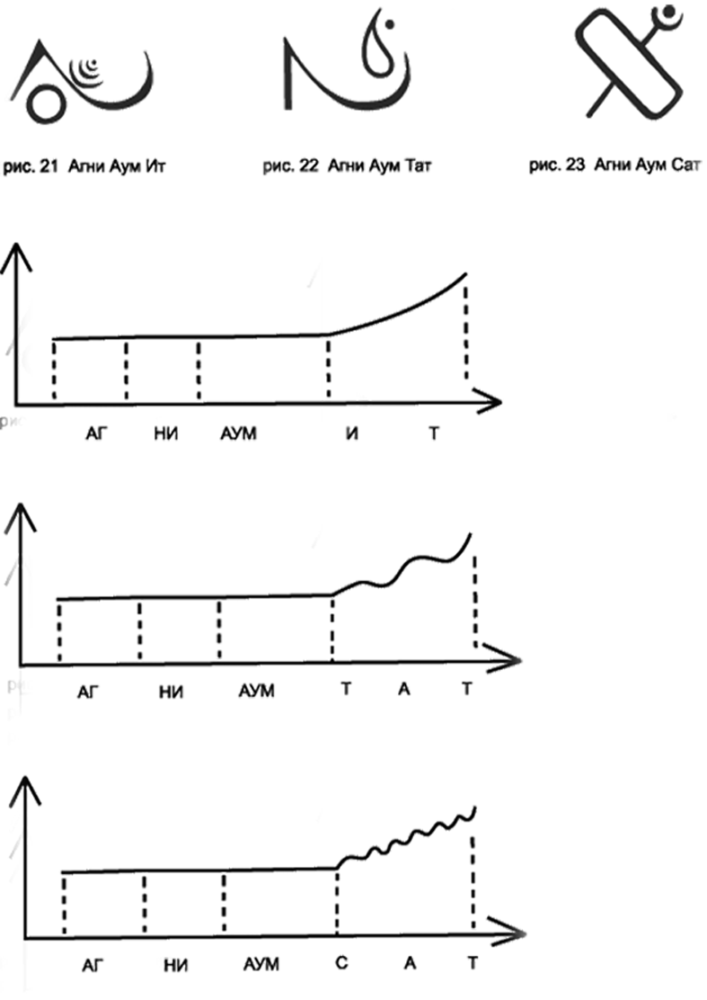 рис. 21 Агни Аум Ит
рис. 22 Агни Аум Тат
рис. 23 Агни Аум Сат
АГ НИ АУМ И Т
АГ НИ АУМ Т А Т
АГ НИ АУМ С А Т